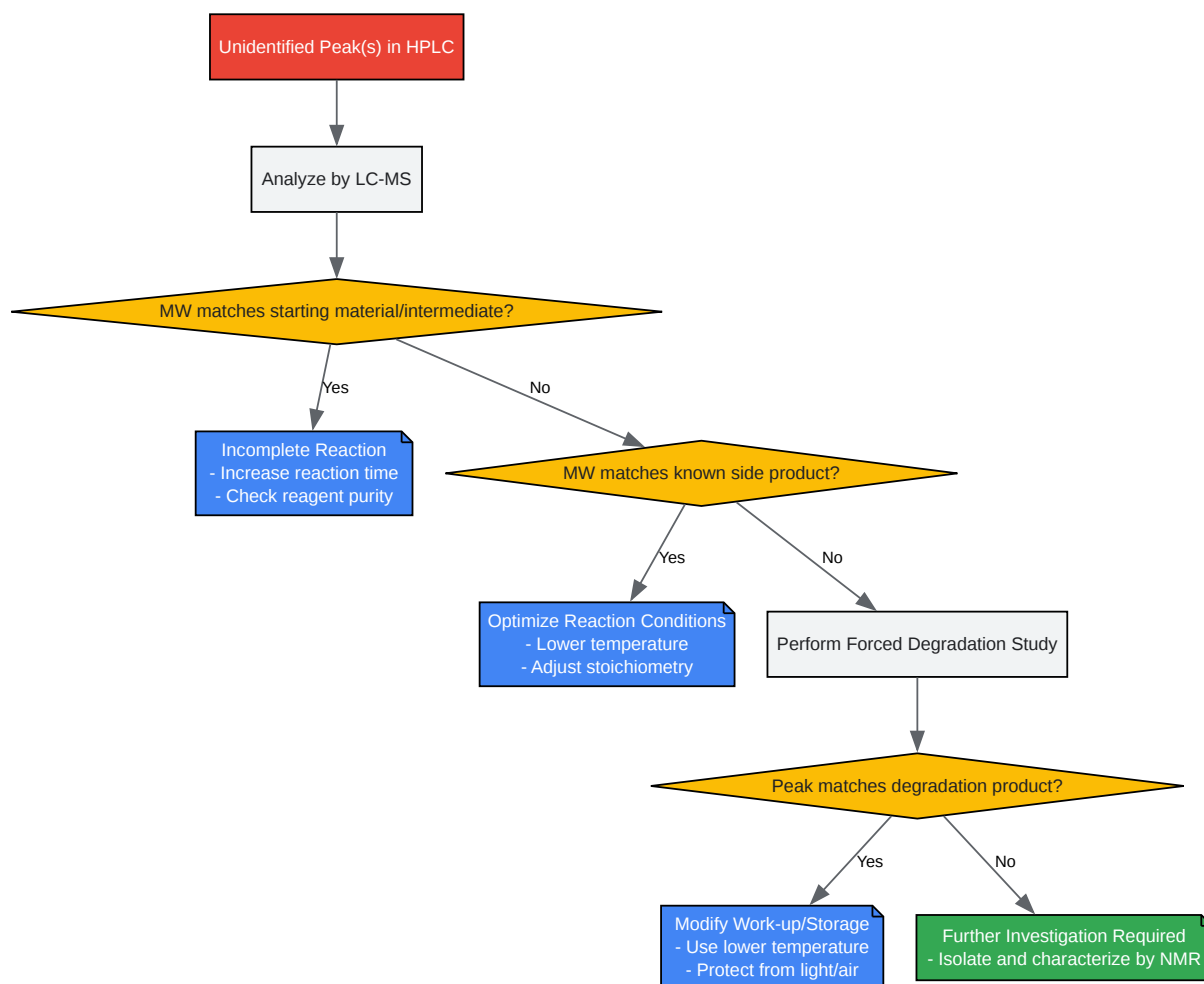 Unidentified Peak(s) in HPLC
Analyze by LC-MS
MW matches starting material/intermediate?
Yes
No
Incomplete Reaction
- Increase reaction time
- Check reagent purity
MW matches known side product?
Yes
No
Optimize Reaction Conditions
- Lower temperature
- Adjust stoichiometry
Perform Forced Degradation Study
Peak matches degradation product?
Yes
No
Modify Work-up/Storage
- Use lower temperature
- Protect from light/air
Further Investigation Required
- Isolate and characterize by NMR